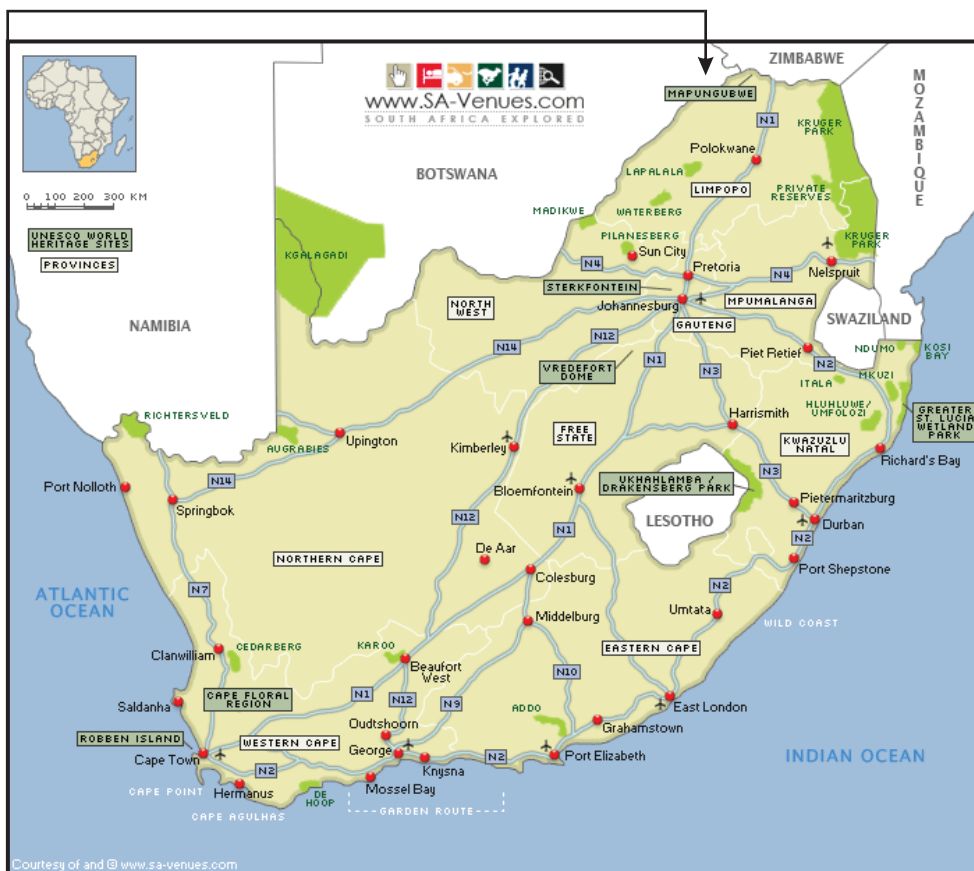 ZIMBABWE
MAPUNGUBWE
www.SA-Venues.com
SOUTH AFRICA EXPLORED
MOZAMBIQUE
N1
KRUGER
PARK
Polokwane
BOTSWANA
LAPALALA
LIMPOPO
PRIVATE
RESERVES
0 100 200 300 KM
WATERBERG
MADIKWE
UNESCO WORLD
HERITAGE SITES
PILANESBERG
KRUGER
PARK
PROVINCES
Sun City
KGALAGADI
N4
Pretoria
N4
Nelspruit
STERKFONTEIN
NORTH
WEST
Johannesburg
MPUMALANGA
SWAZILAND
NAMIBIA
GAUTENG
N12
N14
N1
Piet Retief
NDUMO
KOSI
BAY
VREDEFORT
DOME
N3
N2
MKUZI
ITALA
RICHTERSVELD
HLUHLUWE/
UMFOLOZI
GREATER
ST. LUCIA
WETLAND
PARK
Harrismith
FREE
STATE
AUGRABIES
Upington
Kimberley
KWAZUZLU
NATAL
Richard's Bay
N14
N3
Port Nolloth
UKHAHLAMBA /
DRAKENSBERG PARK
Bloemfontein
Springbok
Pietermaritzburg
N12
LESOTHO
Durban
N1
N2
De Aar
NORTHERN CAPE
Port Shepstone
Colesburg
N7
N2
ATLANTIC
OCEAN
Umtata
Middelburg
WILD COAST
Clanwilliam
CEDARBERG
KAROO
EASTERN CAPE
Beaufort
West
N10
CAPE FLORAL
REGION
N1
N12
N9
Saldanha
ADDO
East London
Oudtshoorn
Grahamstown
ROBBEN ISLAND
WESTERN CAPE
George
Cape Town
N2
Knysna
N2
Port Elizabeth
INDIAN OCEAN
CAPE POINT
Hermanus
DE
HOOP
Mossel Bay
CAPE AGULHAS
GARDEN ROUTE
Courtesy of and © www.sa-venues.com